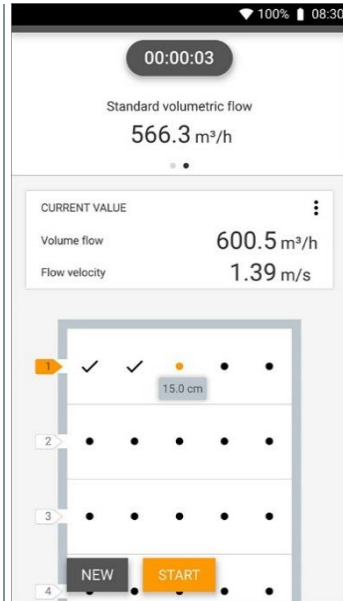 100% 08:30
00:00:03
Standard volumetric flow
566.3 m³/h
CURRENT VALUE
Volume flow 600.5 m³/h
Flow velocity 1.39 m/s
1
15.0 cm
2
3
NEW START
4